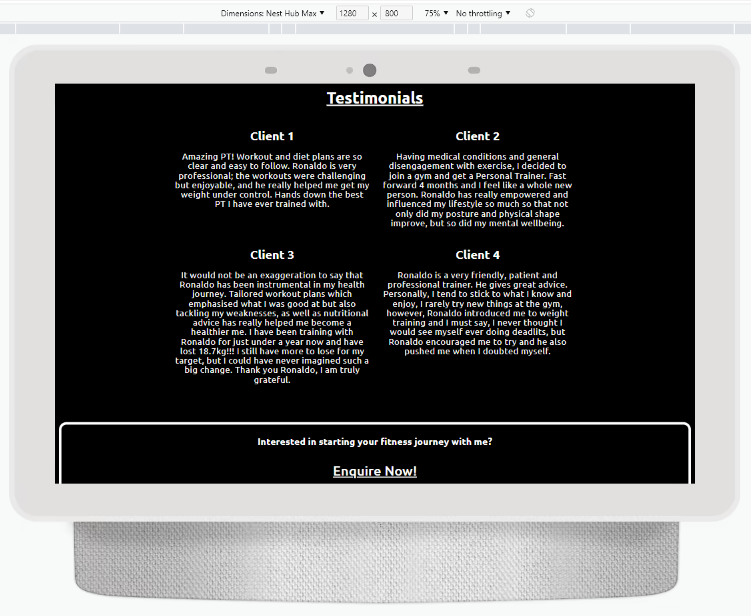 Dimensions: Nest Hub Max ▼ 1280 x 800 75% ▼ No throttling ▼
Testimonials
Client 1
Amazing PT! Workout and diet plans are so
clear and easy to follow. Ronaldo is very
professional; the workouts were challenging
but enjoyable, and he really helped me get my
weight under control. Hands down the best
PT I have ever trained with.
Client 2
Having medical conditions and general
disengagement with exercise, I decided to
join a gym and get a Personal Trainer. Fast
forward 4 months and I feel like a whole new
person. Ronaldo has really empowered and
influenced my lifestyle so much so that not
only did my posture and physical shape
improve, but so did my mental wellbeing.
Client 3
It would not be an exaggeration to say that
Ronaldo has been instrumental in my health
journey. Tailored workout plans which
emphasised what I was good at but also
tackling my weaknesses, as well as nutritional
advice has really helped me become a
healthier me. I have been training with
Ronaldo for just under a year now and have
lost 18.7kg!!! I still have more to lose for my
target, but I could have never imagined such a
big change. Thank you Ronaldo, I am truly
grateful.
Client 4
Ronaldo is a very friendly, patient and
professional trainer. He gives great advice.
Personally, I tend to stick to what I know and
enjoy, I rarely try new things at the gym,
however, Ronaldo introduced me to weight
training and I must say, I never thought I
would see myself ever doing deadlits, but
Ronaldo encouraged me to try and he also
pushed me when I doubted myself.
Interested in starting your fitness journey with me?
Enquire Now!